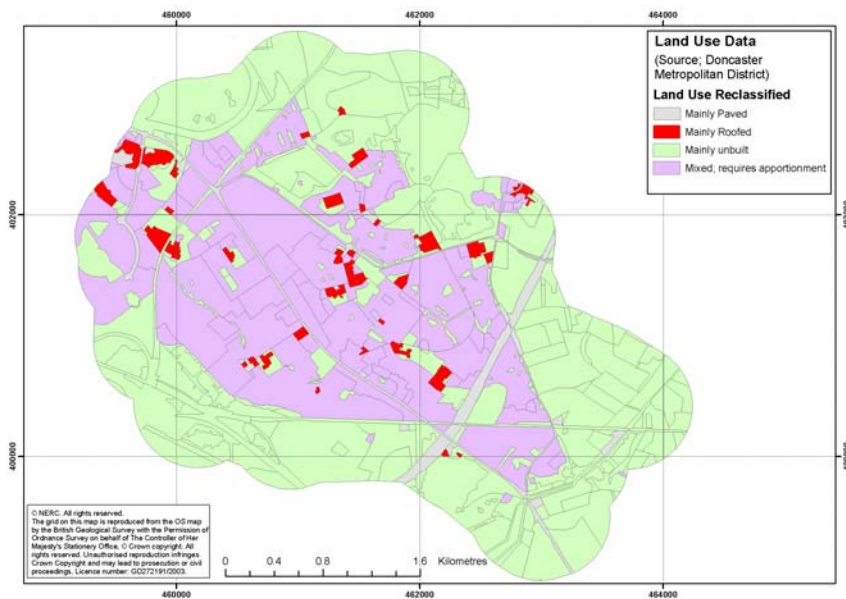 460000
462000
464000
Land Use Data
(Source; Doncaster
Metropolitan District)
Land Use Reclassified
Mainly Paved
Mainly Roofed
Mainly unbuilt
Mixed; requires apportionment
402000
402000
400000
400000
© NERC. All rights reserved.
The grid on this map is reproduced from the OS map
by the British Geological Survey with the Permission of
Ordnance Survey on behalf of The Controller of Her
Majesty's Stationery Office, © Crown copyright. All
rights reserved. Unauthorised reproduction infringes
Crown Copyright and may lead to prosecution or civil
proceedings. Licence number: GD272191/2003.
0 0.4 0.8 1.6 Kilometres
460000
462000
464000